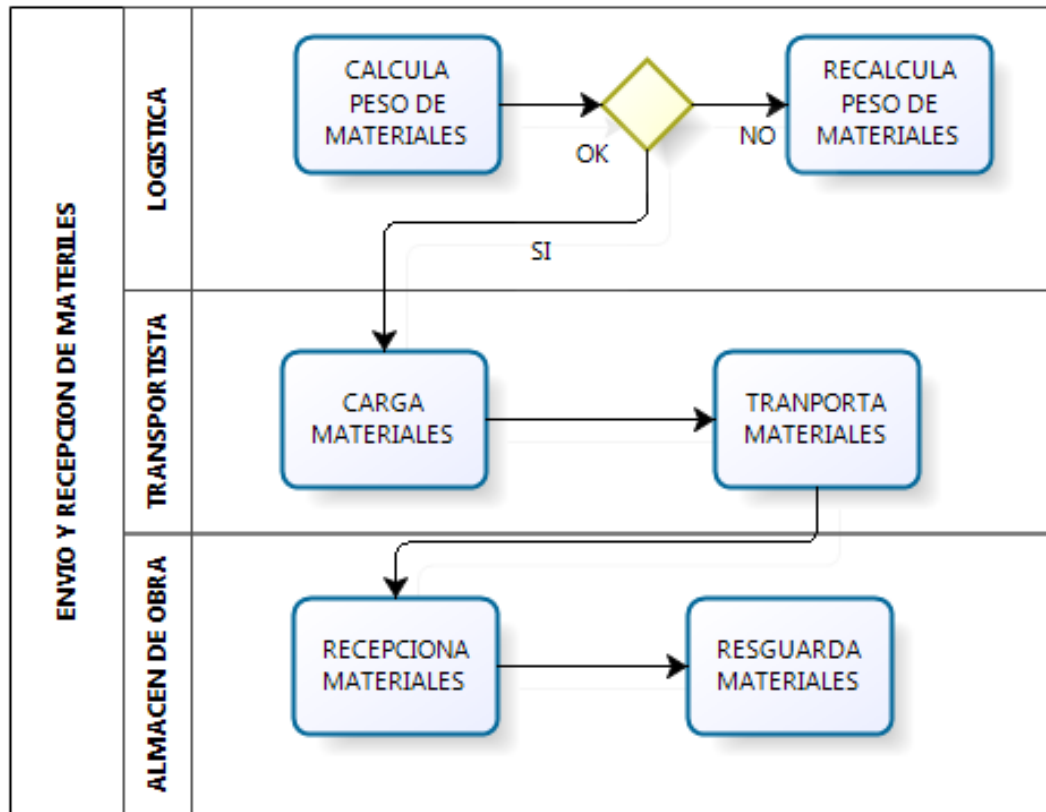 ENVIO Y RECEPCION DE MATERILES
LOGISTICA
CALCULA
PESO DE
MATERIALES
OK
NO
RECALCULA
PESO DE
MATERIALES
SI
TRANSPORTISTA
CARGA
MATERIALES
TRANPORTA
MATERIALES
ALMACEN DE OBRA
RECEPCIONA
MATERIALES
RESGUARDA
MATERIALES